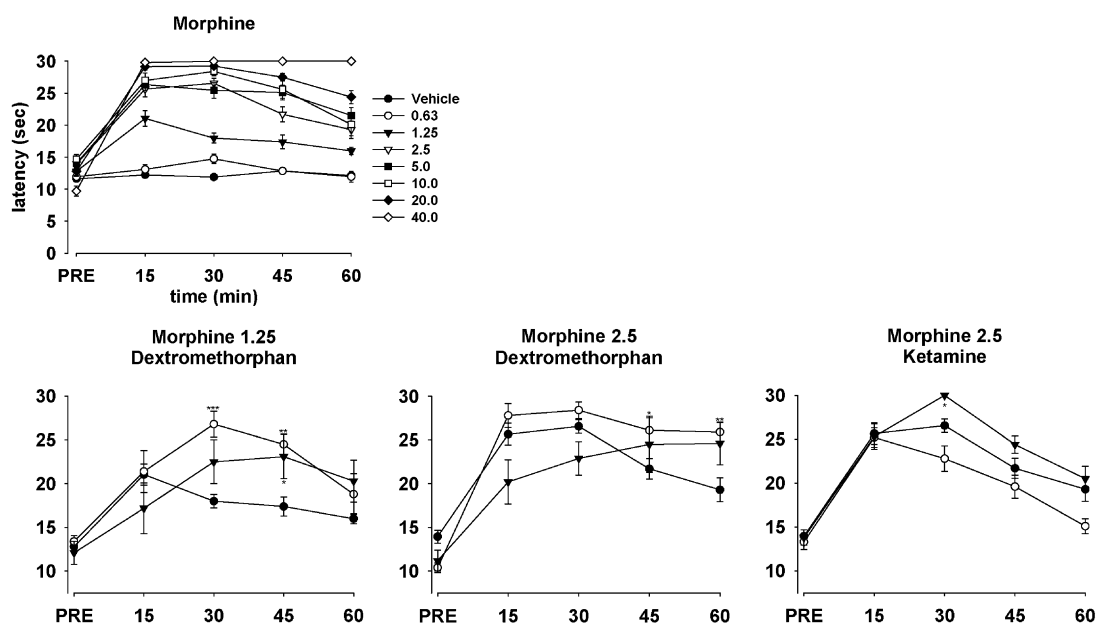 Morphine
30
25
20
15
10
5
0
latency (sec)
PRE 15 30 45 60
time (min)
Vehicle
0.63
1.25
2.5
5.0
10.0
20.0
40.0
Morphine 1.25
Dextromethorphan
30
25
20
15
10
***
**
*
PRE 15 30 45 60
Morphine 2.5
Dextromethorphan
30
25
20
15
10
*
**
PRE 15 30 45 60
Morphine 2.5
Ketamine
30
25
20
15
10
*
PRE 15 30 45 60